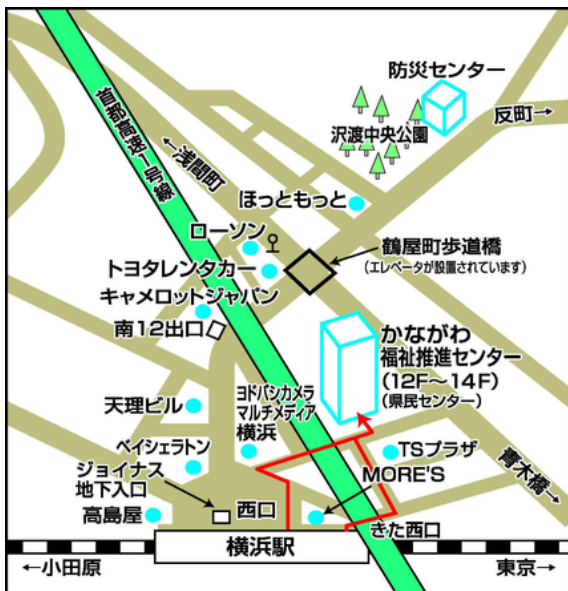 防災センター
反町→
首都高速1号線
←浅間町
沢渡中央公園
ほっともっと
ローソン
鶴屋町歩道橋
(エレベータが設置されています)
トヨタレンタカー
キャメロットジャパン
南12出口
かながわ
福祉推進センター
(12F〜14F)
(県民センター)
天理ビル
ヨドバシカメラ
マルチメディア
横浜
ベイシェラトン
TSプラザ
青木橋→
ジョイナス
地下入口
MORE'S
高島屋
西口
きた西口
横浜駅
←小田原
東京→